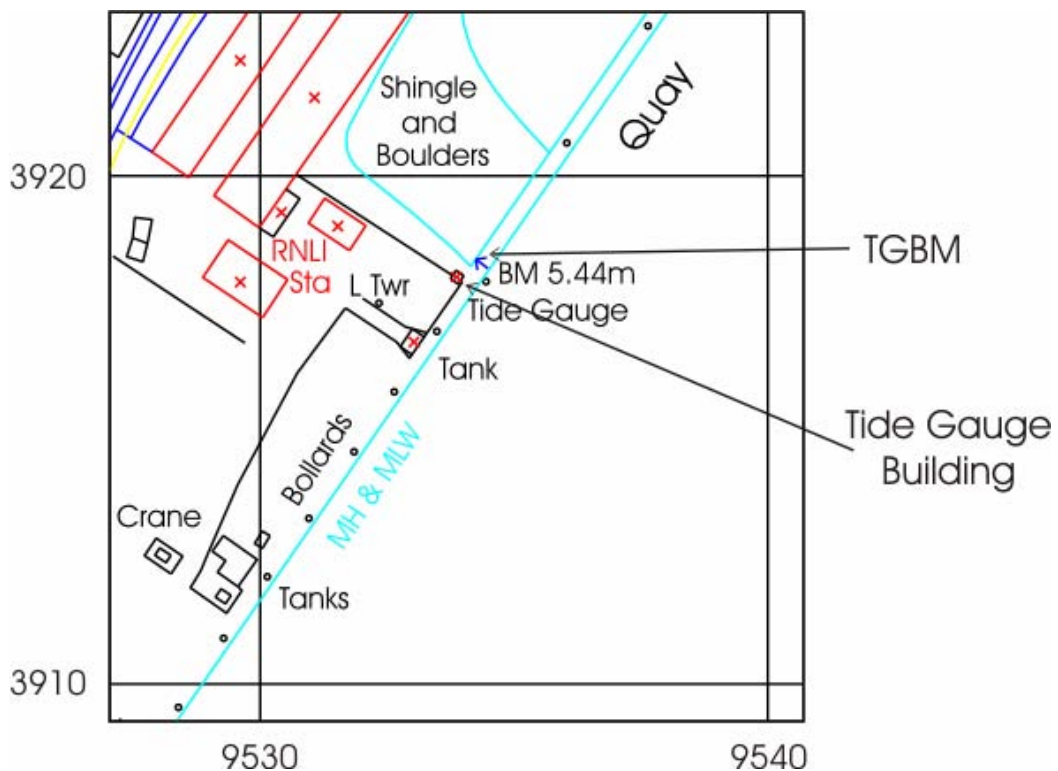 Shingle
and
Boulders
Quay
3920
TGBM
RNLI
Sta
L Twr
BM 5.44m
Tide Gauge
Tank
Tide Gauge
Building
Bollards
MH & MLW
Crane
Tanks
3910
9530
9540